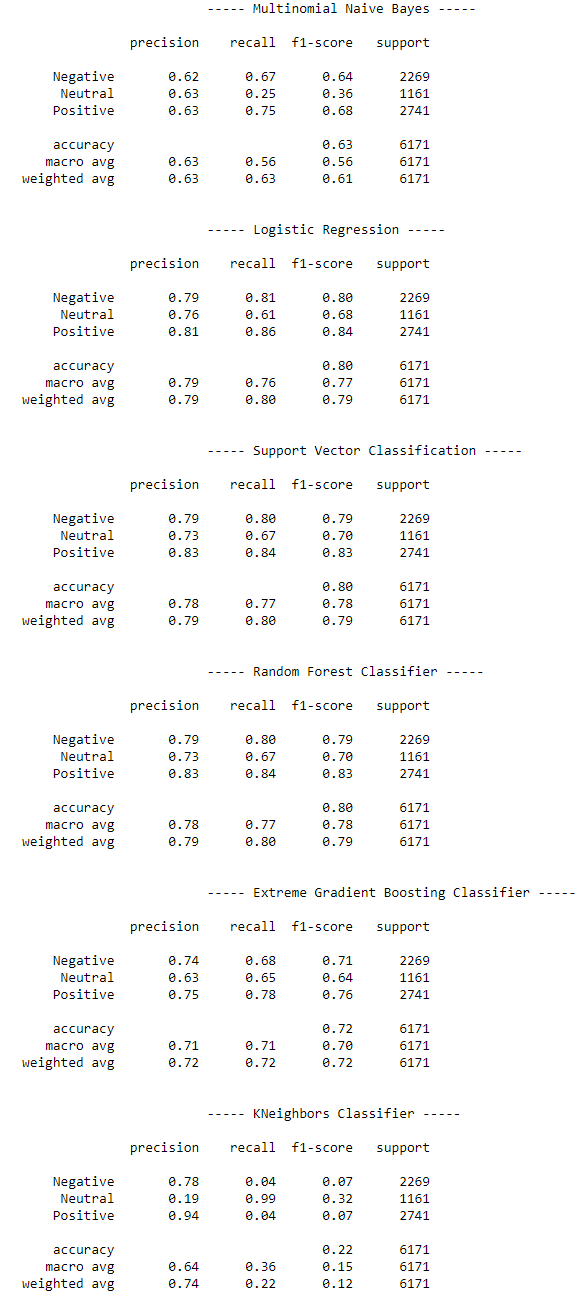 ----- Multinomial Naive Bayes -----
precision recall f1-score support
Negative 0.62 0.67 0.64 2269
Neutral 0.63 0.25 0.36 1161
Positive 0.63 0.75 0.68 2741
accuracy 0.63 6171
macro avg 0.63 0.56 0.56 6171
weighted avg 0.63 0.63 0.61 6171
----- Logistic Regression -----
precision recall f1-score support
Negative 0.79 0.81 0.80 2269
Neutral 0.76 0.61 0.68 1161
Positive 0.81 0.86 0.84 2741
accuracy 0.80 6171
macro avg 0.79 0.76 0.77 6171
weighted avg 0.79 0.80 0.79 6171
----- Support Vector Classification -----
precision recall f1-score support
Negative 0.79 0.80 0.79 2269
Neutral 0.73 0.67 0.70 1161
Positive 0.83 0.84 0.83 2741
accuracy 0.80 6171
macro avg 0.78 0.77 0.78 6171
weighted avg 0.79 0.80 0.79 6171
----- Random Forest Classifier -----
precision recall f1-score support
Negative 0.79 0.80 0.79 2269
Neutral 0.73 0.67 0.70 1161
Positive 0.83 0.84 0.83 2741
accuracy 0.80 6171
macro avg 0.78 0.77 0.78 6171
weighted avg 0.79 0.80 0.79 6171
----- Extreme Gradient Boosting Classifier -----
precision recall f1-score support
Negative 0.74 0.68 0.71 2269
Neutral 0.63 0.65 0.64 1161
Positive 0.75 0.78 0.76 2741
accuracy 0.72 6171
macro avg 0.71 0.71 0.70 6171
weighted avg 0.72 0.72 0.72 6171
----- KNeighbors Classifier -----
precision recall f1-score support
Negative 0.78 0.04 0.07 2269
Neutral 0.19 0.99 0.32 1161
Positive 0.94 0.04 0.07 2741
accuracy 0.22 6171
macro avg 0.64 0.36 0.15 6171
weighted avg 0.74 0.22 0.12 6171